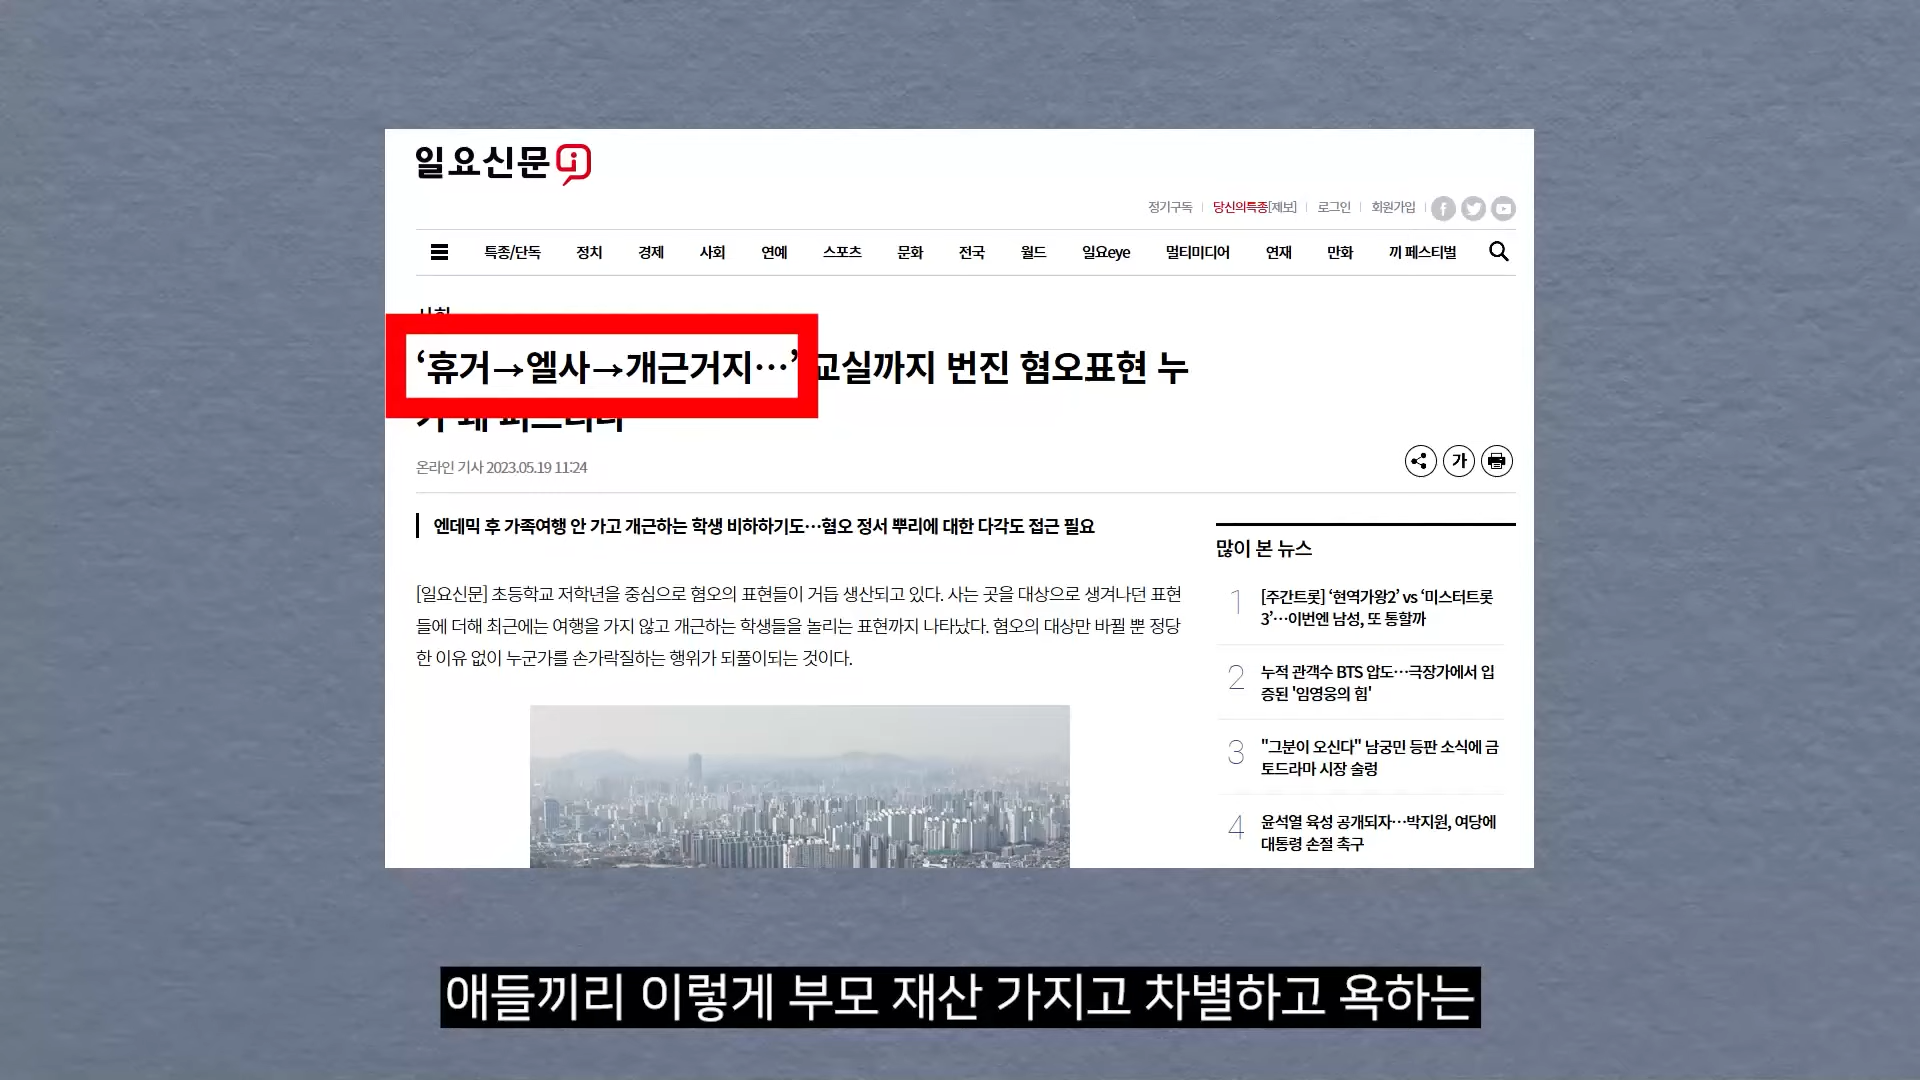 일요신문
정기구독 당신의특종[제보] 로그인 회원가입
특종/단독 정치 경제 사회 연예 스포츠 문화 전국 월드 일요eye 멀티미디어 연재 만화 끼 페스티벌
‘휴거→엘사→개근거지…’ 교실까지 번진 혐오표현 누
온라인 기사 2023.05.19 11:24
가
엔데믹 후 가족여행 안 가고 개근하는 학생 비하하기도…혐오 정서 뿌리에 대한 다각도 접근 필요
[일요신문] 초등학교 저학년을 중심으로 혐오의 표현들이 거듭 생산되고 있다. 사는 곳을 대상으로 생겨나던 표현
들에 더해 최근에는 여행을 가지 않고 개근하는 학생들을 놀리는 표현까지 나타났다. 혐오의 대상만 바뀔 뿐 정당
한 이유 없이 누군가를 손가락질하는 행위가 되풀이되는 것이다.
많이 본 뉴스
1 [주간트롯] ‘현역가왕2’ vs ‘미스터트롯
3’…이번엔 남성, 또 통할까
2 누적 관객수 BTS 압도…극장가에서 입
증된 '임영웅의 힘'
3 "그분이 오신다" 남궁민 등판 소식에 금
토드라마 시장 술렁
4 윤석열 육성 공개되자…박지원, 여당에
대통령 손절 촉구
애들끼리 이렇게 부모 재산 가지고 차별하고 욕하는